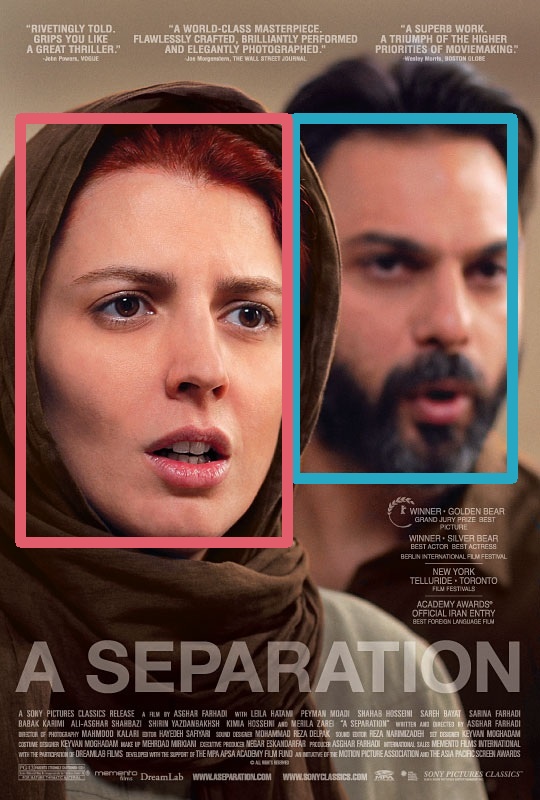 "RIVETINGLY TOLD.
GRIPS YOU LIKE
A GREAT THRILLER."
-John Powers, VOGUE
"A WORLD-CLASS MASTERPIECE.
FLAWLESSLY CRAFTED, BRILLIANTLY PERFORMED
AND ELEGANTLY PHOTOGRAPHED."
-Joe Morgenstern, THE WALL STREET JOURNAL
"A SUPERB WORK.
A TRIUMPH OF THE HIGHER
PRIORITIES OF MOVIEMAKING."
-Wesley Morris, BOSTON GLOBE
WINNER • GOLDEN BEAR
GRAND JURY PRIZE BEST
PICTURE
WINNER • SILVER BEAR
BEST ACTOR BEST ACTRESS
BERLIN INTERNATIONAL FILM FESTIVAL
NEW YORK
TELLURIDE • TORONTO
FILM FESTIVALS
ACADEMY AWARDS®
OFFICIAL IRAN ENTRY
BEST FOREIGN LANGUAGE FILM
A SEPARATION
A SONY PICTURES CLASSICS RELEASE A FILM BY ASGHAR FARHADI WITH LEILA HATAMI PEYMAN MOADI SHAHAB HOSSEINI SAREH BAYAT SARINA FARHADI
BABAK KARIMI ALI-ASGHAR SHAHBAZI SHIRIN YAZDANBAKHSH KIMIA HOSSEINI AND MERILA ZAREI "A SEPARATION" WRITTEN AND DIRECTED BY ASGHAR FARHADI
DIRECTOR OF PHOTOGRAPHY MAHMOOD KALARI EDITOR HAYEDEH SAFIYARI SOUND DESIGNER MOHAMMAD REZA DELPAK SOUND EDITOR REZA NARIMIZADEH SET DESIGNER KEYVAN MOGHADAM
COSTUME DESIGNER KEYVAN MOGHADAM MAKE UP MEHRDAD MIRKIANI EXECUTIVE PRODUCER NEGAR ESKANDARFAR PRODUCER ASGHAR FARHADI INTERNATIONAL SALES MEMENTO FILMS INTERNATIONAL
WITH THE PARTICIPATION OF DREAMLAB FILMS DEVELOPED WITH THE SUPPORT OF THE MPA APSA ACADEMY FILM FUND AN INITIATIVE OF THE MOTION PICTURE ASSOCIATION AND THE ASIA PACIFIC SCREEN AWARDS
ALL RIGHTS RESERVED
PG-13
memento films
DreamLab
WWW.ASEPARATION.COM
WWW.SONYCLASSICS.COM
SONY PICTURES CLASSICS